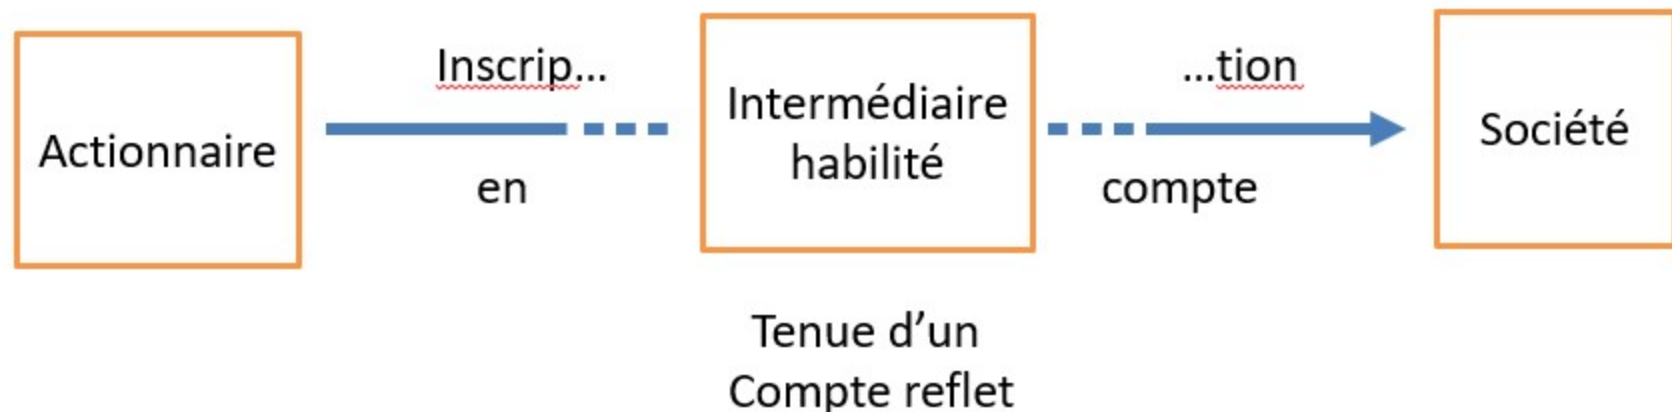 Actionnaire
Inscrip...
en
Intermédiaire
habilité
...tion
compte
Société
Tenue d’un
Compte reflet